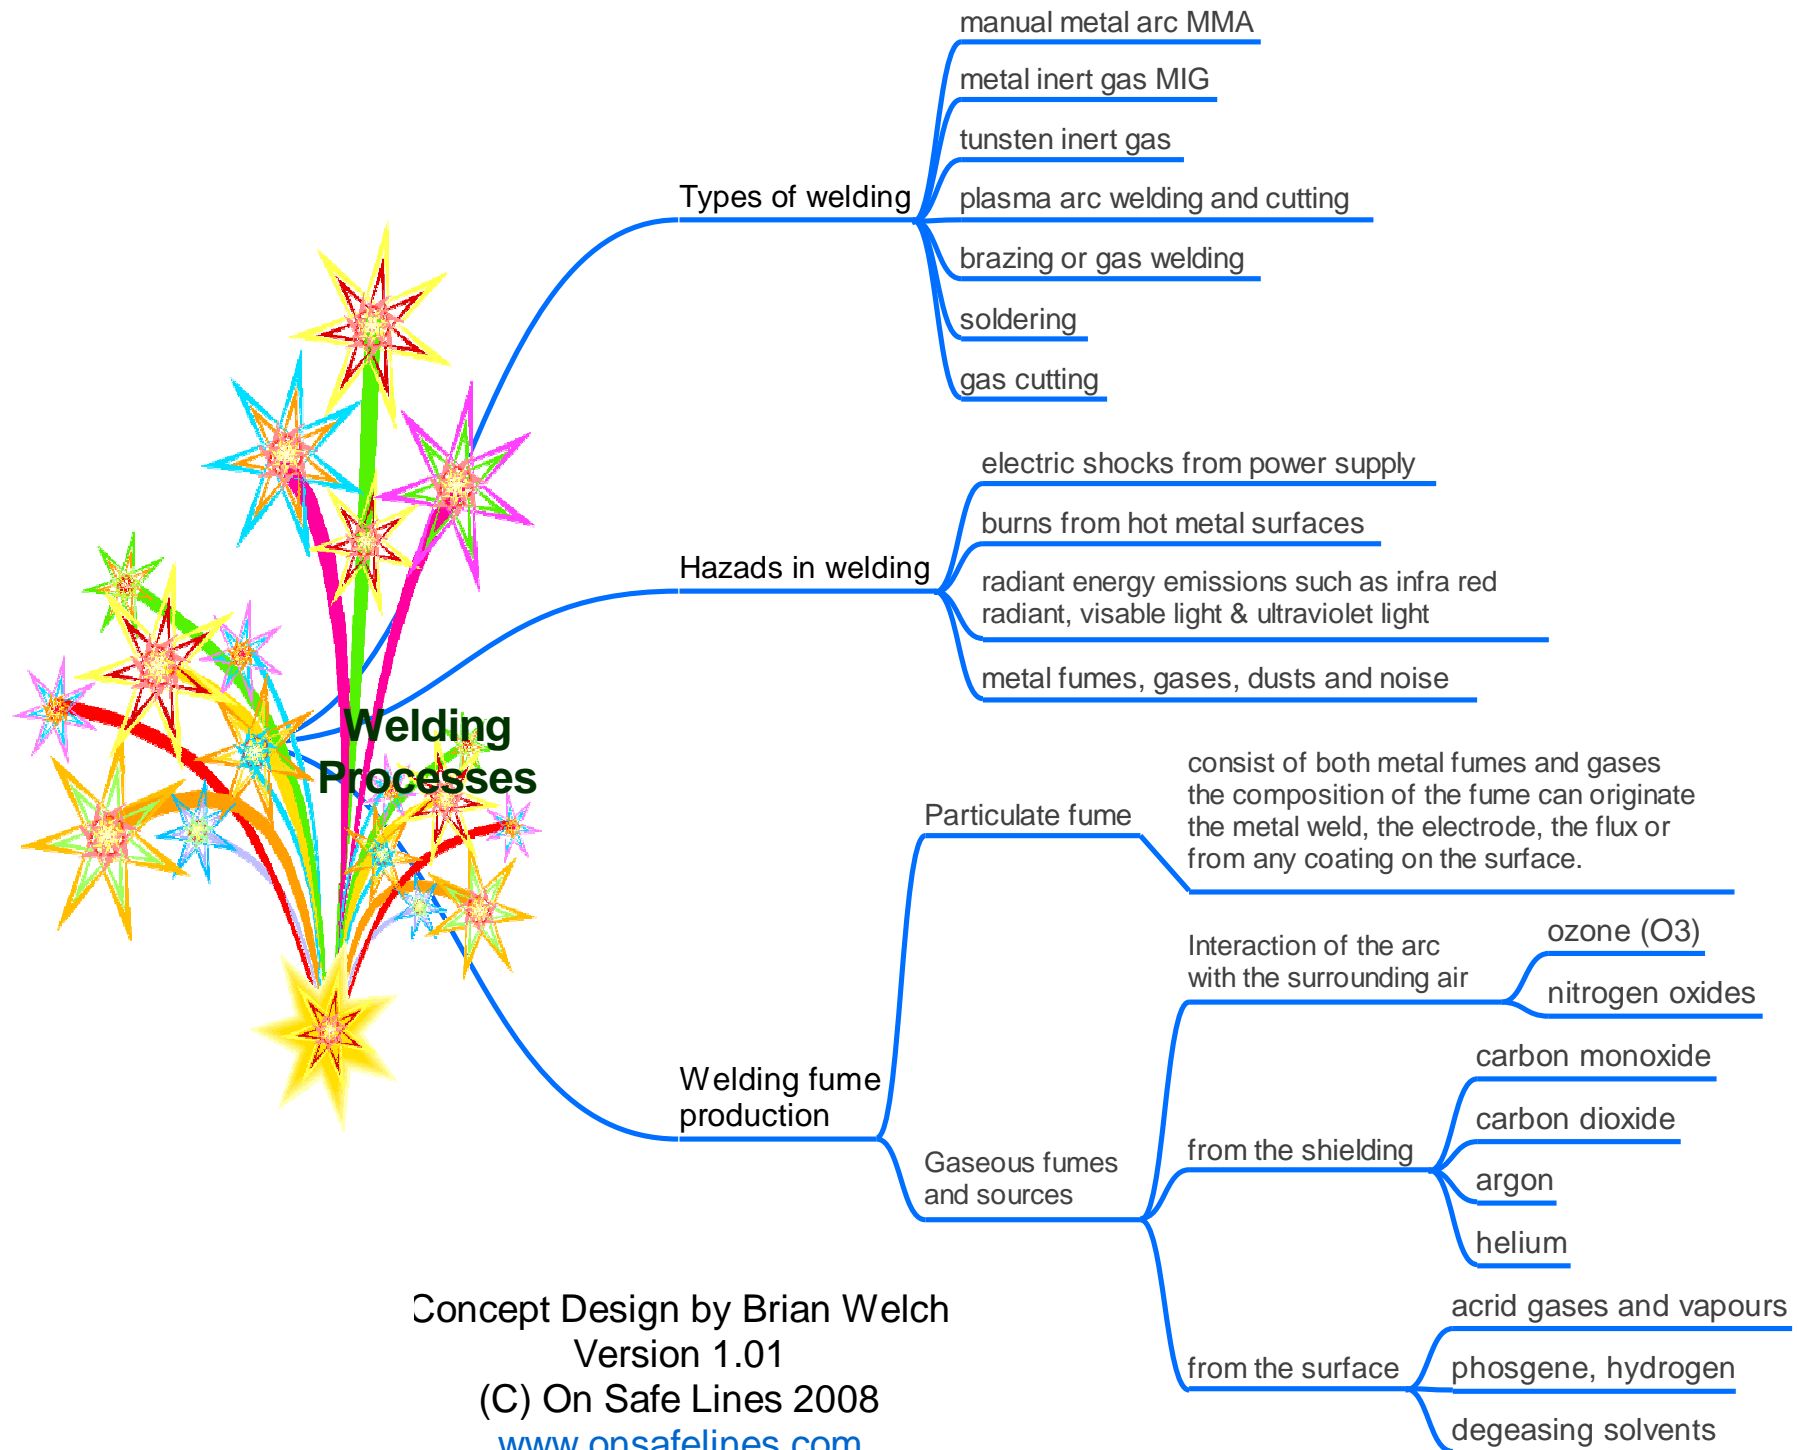 manual metal arc MMA
metal inert gas MIG
tunsten inert gas
Types of welding
plasma arc welding and cutting
brazing or gas welding
soldering
gas cutting
electric shocks from power supply
burns from hot metal surfaces
Hazads in welding
radiant energy emissions such as infra red
radiant, visable light & ultraviolet light
metal fumes, gases, dusts and noise
Welding
Processes
Particulate fume
consist of both metal fumes and gases
the composition of the fume can originate
the metal weld, the electrode, the flux or
from any coating on the surface.
Welding fume
production
Gaseous fumes
and sources
Interaction of the arc
with the surrounding air
ozone (O3)
nitrogen oxides
from the shielding
carbon monoxide
carbon dioxide
argon
helium
from the surface
acrid gases and vapours
phosgene, hydrogen
degeasing solvents
Concept Design by Brian Welch
Version 1.01
(C) On Safe Lines 2008
www.onsafelines.com